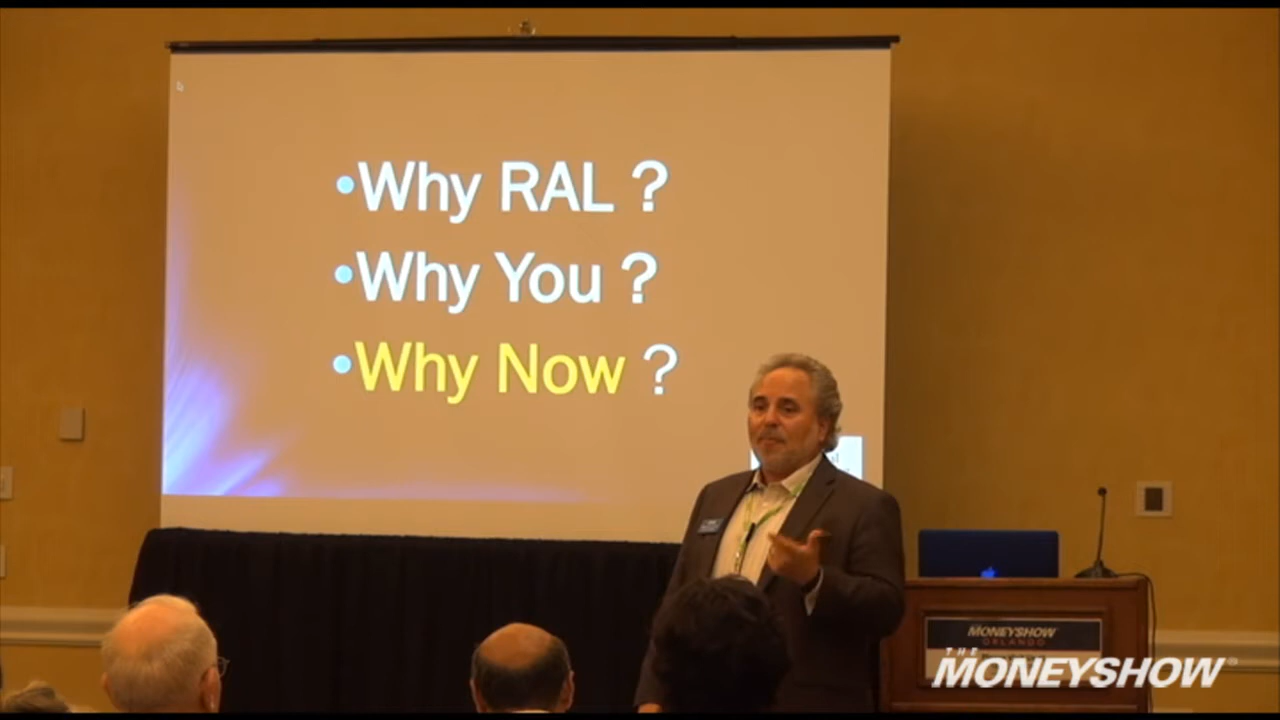 •Why RAL ?
•Why You ?
•Why Now ?
MONEYSHOW
ORLANDO
THE
MONEYSHOW®